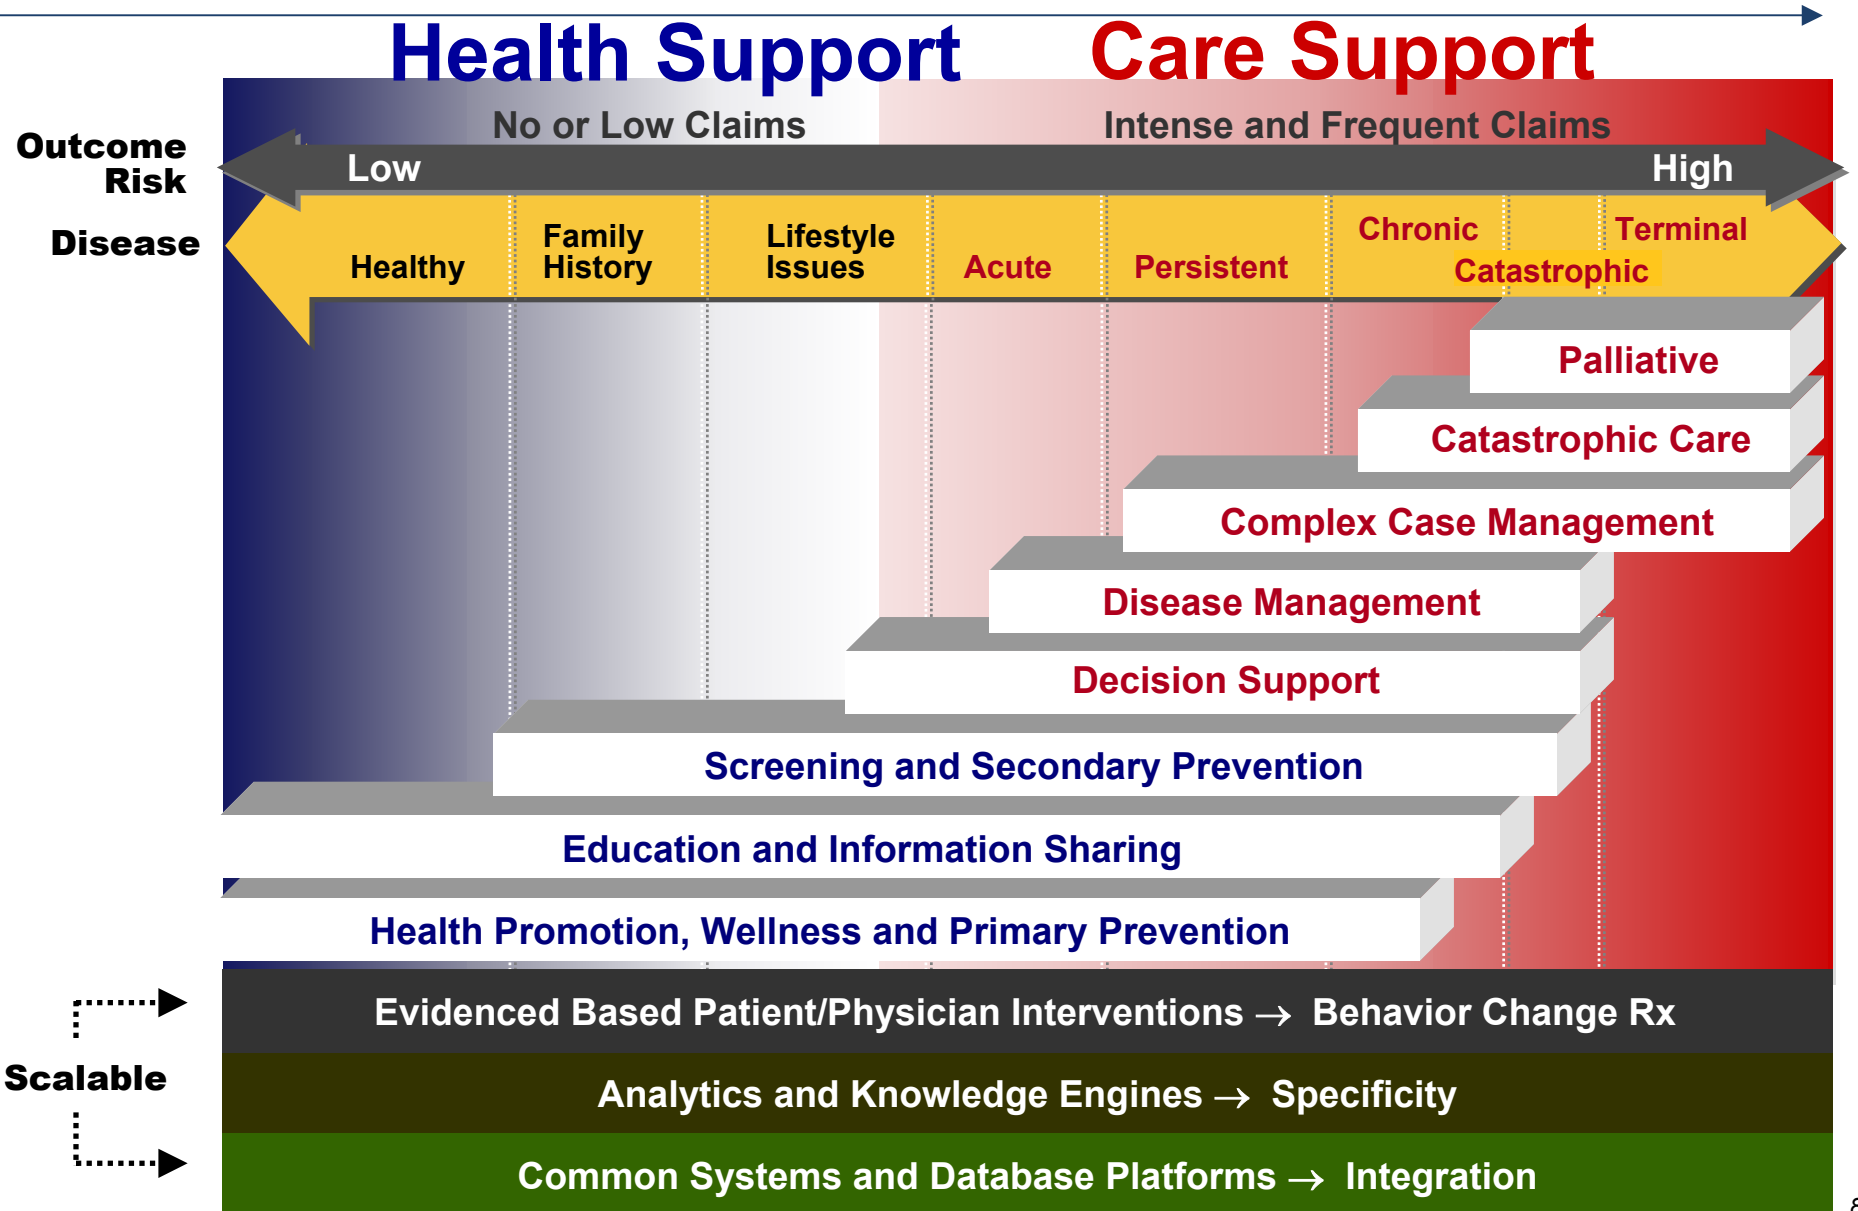 Health Support
Care Support
No or Low Claims
Intense and Frequent Claims
Outcome
Risk
Low
High
Disease
Healthy
Family
History
Lifestyle
Issues
Acute
Persistent
Chronic
Catastrophic
Terminal
Palliative
Catastrophic Care
Complex Case Management
Disease Management
Decision Support
Screening and Secondary Prevention
Education and Information Sharing
Health Promotion, Wellness and Primary Prevention
Evidenced Based Patient/Physician Interventions → Behavior Change Rx
Scalable
Analytics and Knowledge Engines → Specificity
Common Systems and Database Platforms → Integration